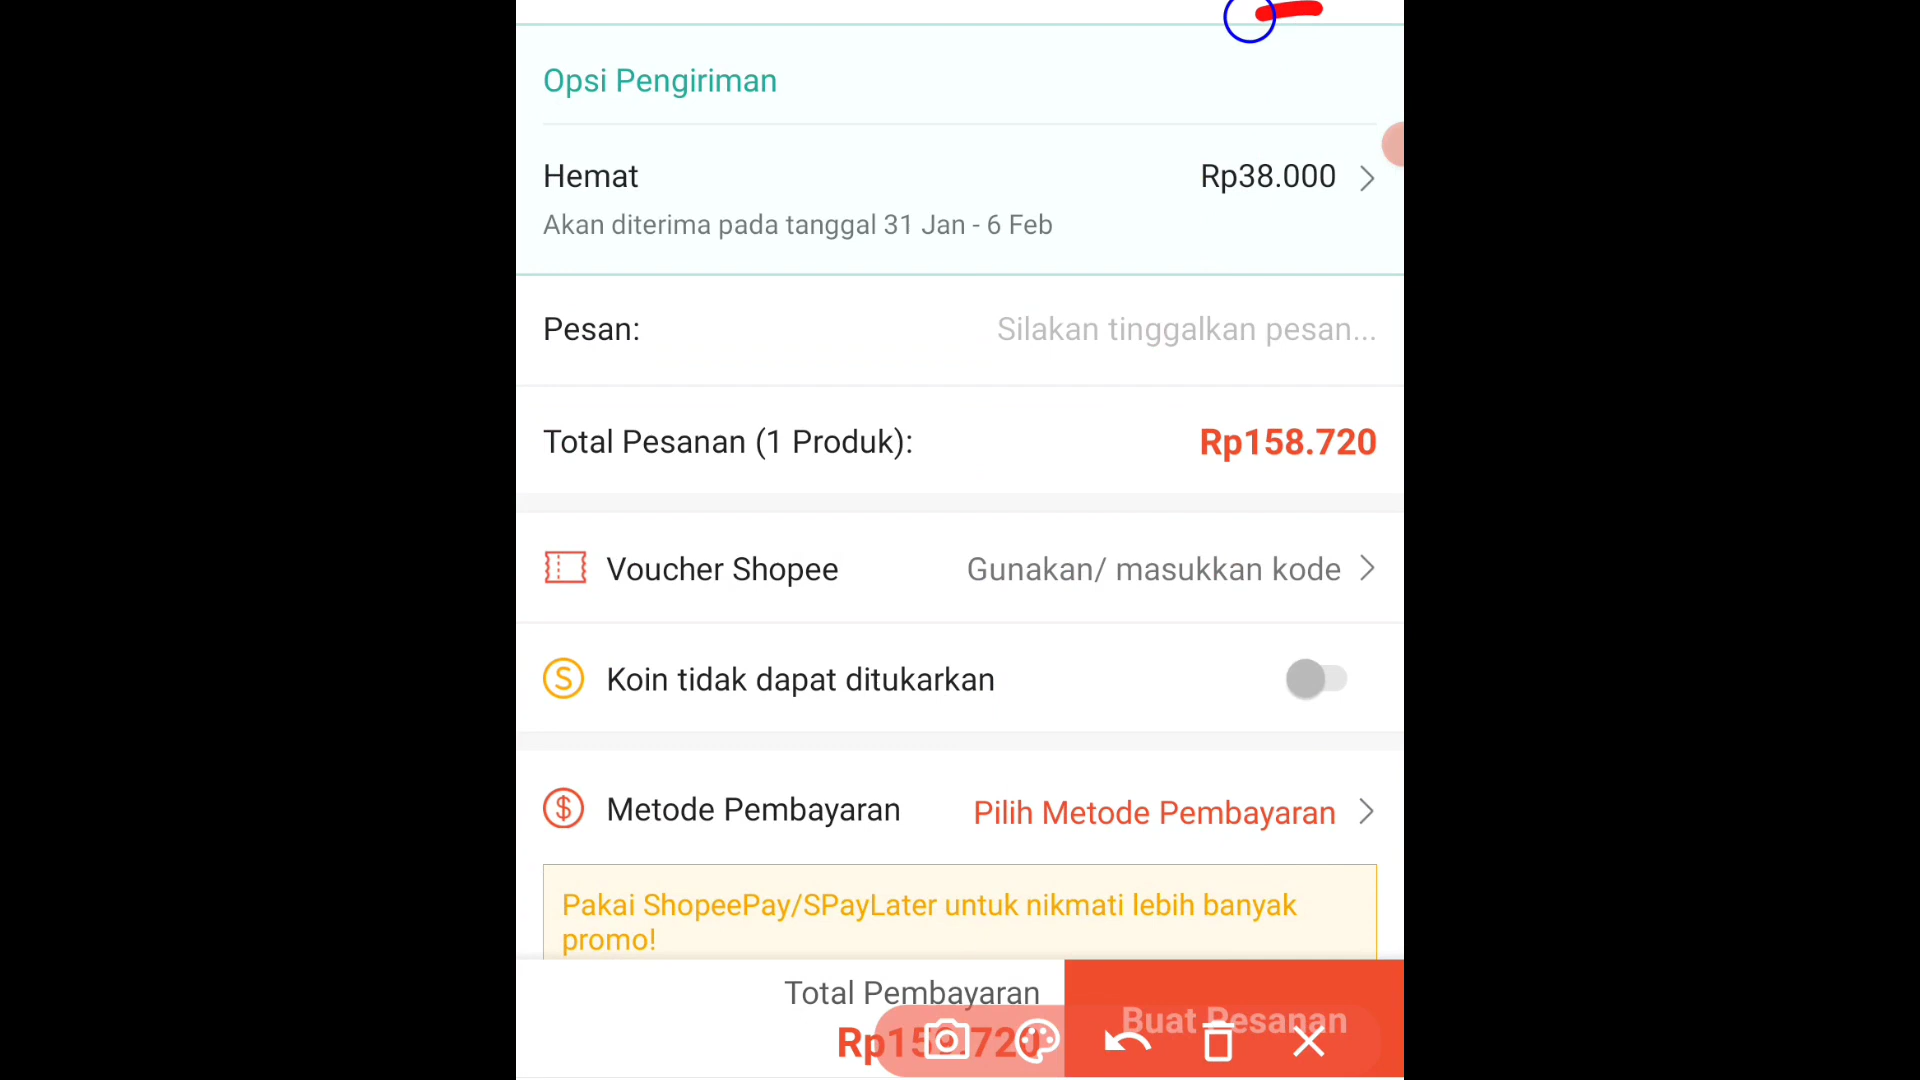 Opsi Pengiriman
Hemat Rp38.000
Akan diterima pada tanggal 31 Jan - 6 Feb
Pesan: Silakan tinggalkan pesan...
Total Pesanan (1 Produk): Rp158.720
Voucher Shopee Gunakan/ masukkan kode
Koin tidak dapat ditukarkan
Metode Pembayaran Pilih Metode Pembayaran
Pakai ShopeePay/SPayLater untuk nikmati lebih banyak
promo!
Total Pembayaran
Buat Pesanan